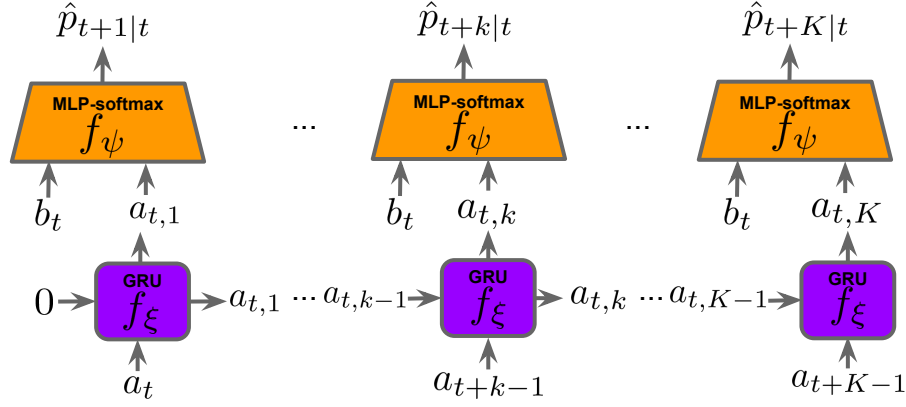 p̂_{t+1|t} p̂_{t+k|t} p̂_{t+K|t}
MLP-softmax MLP-softmax MLP-softmax
f_ψ ... f_ψ ... f_ψ
b_t a_{t,1} b_t a_{t,k} b_t a_{t,K}
GRU GRU GRU
0 f_ξ a_{t,1} ... a_{t,k−1} f_ξ a_{t,k} ... a_{t,K−1} f_ξ
a_t a_{t+k−1} a_{t+K−1}